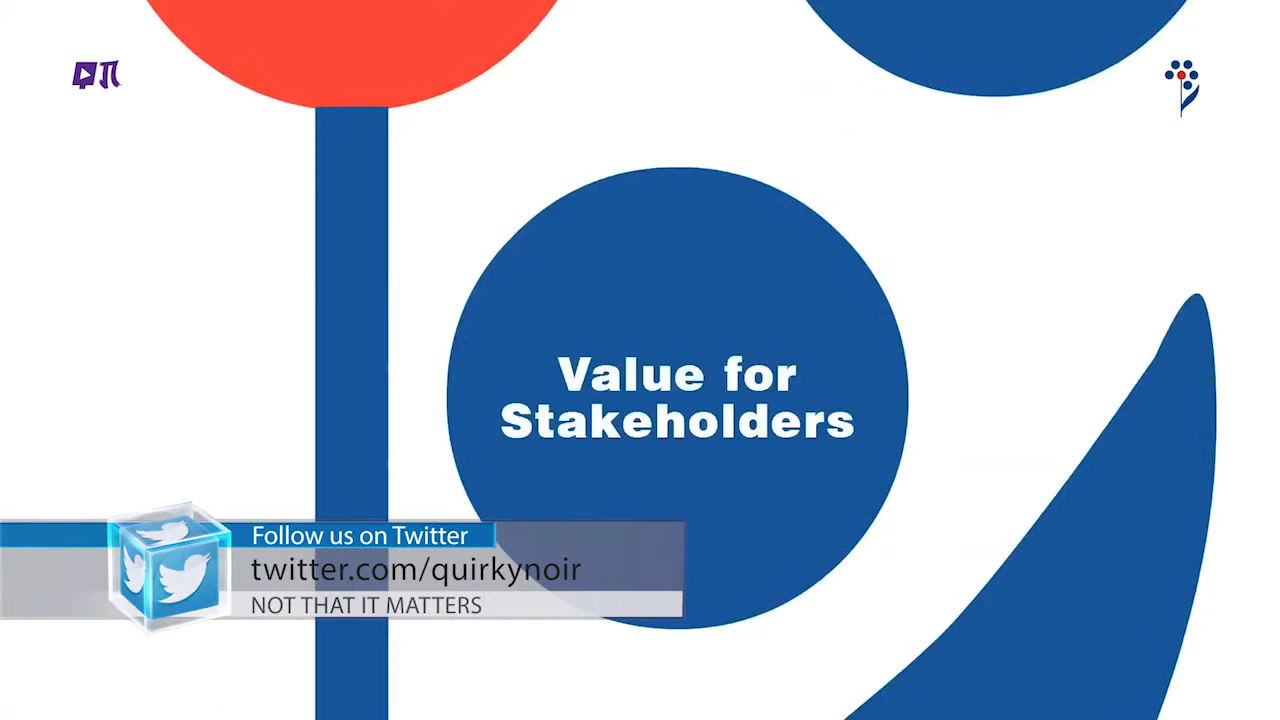 Value for
Stakeholders
Follow us on Twitter
twitter.com/quirkynoir
NOT THAT IT MATTERS